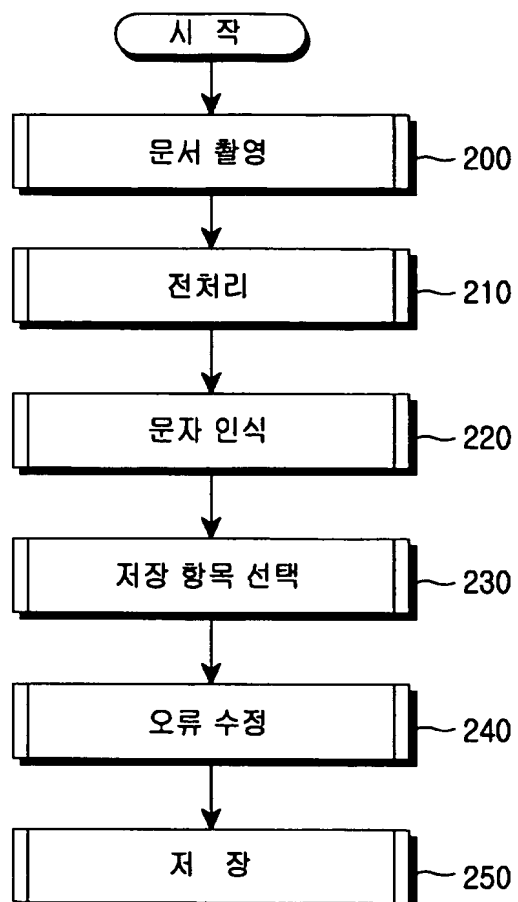 시 작
문서 촬영
200
전처리
210
문자 인식
220
저장 항목 선택
230
오류 수정
240
저 장
250